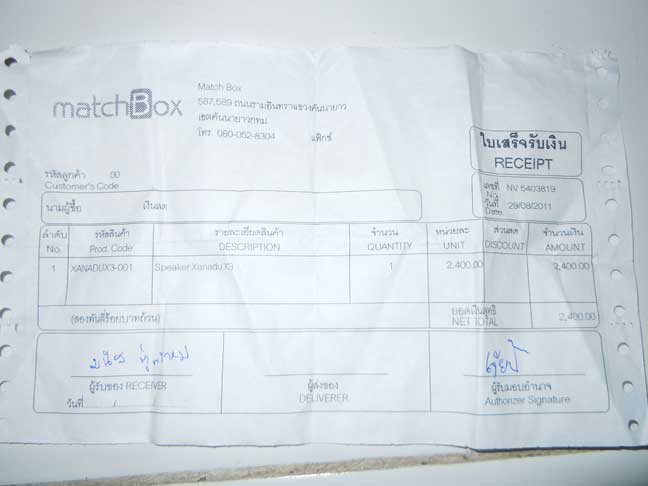 matchBox
Match Box
587,589 ถนนรามอินทราแขวงคันนายาว
เขตคันนายาวกทม.
โทร. 080-052-8304 แฟ็กซ์.
ใบเสร็จรับเงิน
RECEIPT
รหัสลูกค้า 00
Customer's Code
เลขที่ NV 5403819
No.
วันที่ 29/08/2011
Date
นามผู้ซื้อ เงินสด
ลำดับ รหัสสินค้า รายละเอียดสินค้า จำนวน หน่วยละ ส่วนลด จำนวนเงิน
No. Prod. Code DESCRIPTION QUANTITY UNIT DISCOUNT AMOUNT
1 XANADUX3-001 Speaker Xanadu X3 1 2,400.00 2,400.00
(สองพันสี่ร้อยบาทถ้วน) ยอดเงินสุทธิ 2,400.00
NET TOTAL
ผู้รับของ RECEIVER ผู้ส่งของ ผู้รับมอบอำนาจ
วันที่....../...... DELIVERER Authorizer Signature